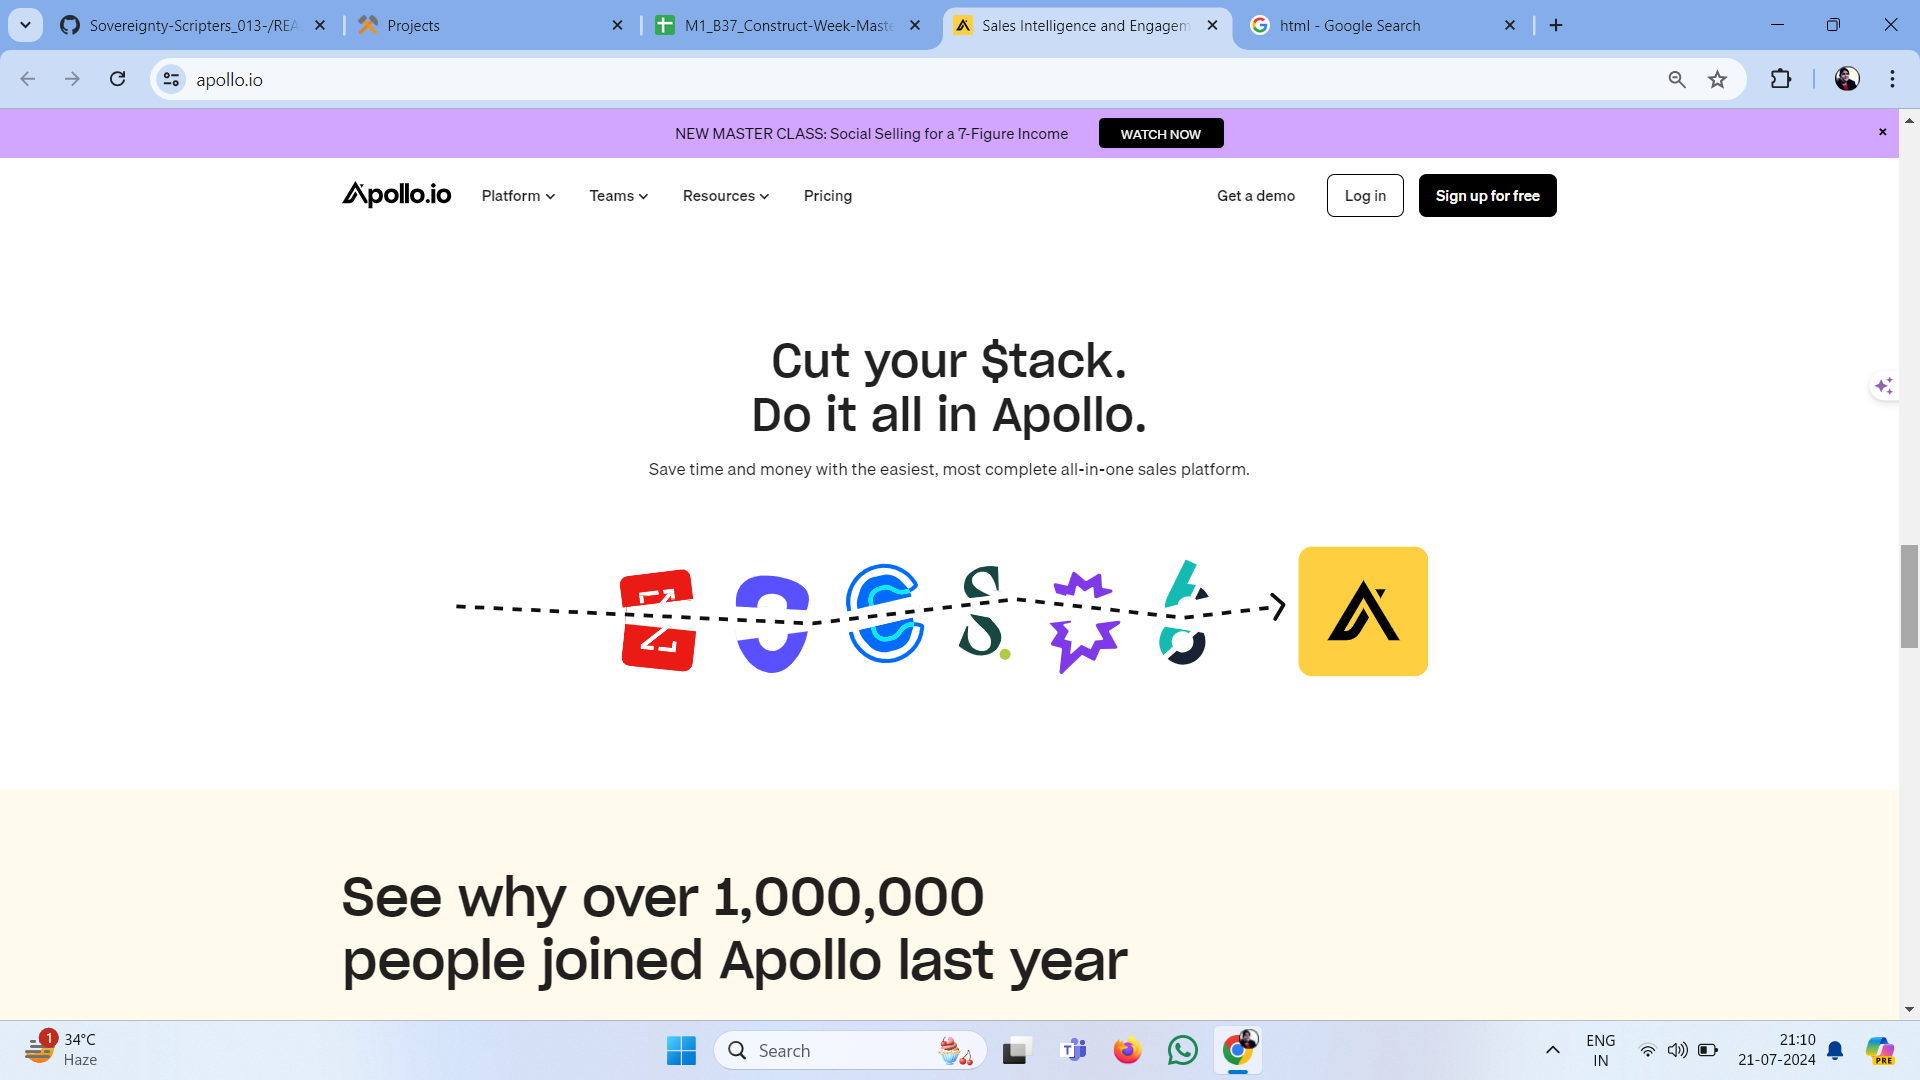 Sovereignty-Scripters_013-/REA
Projects
M1_B37_Construct-Week-Maste
Sales Intelligence and Engagem
html - Google Search
apollo.io
NEW MASTER CLASS: Social Selling for a 7-Figure Income
WATCH NOW
Apollo.io
Platform
Teams
Resources
Pricing
Get a demo
Log in
Sign up for free
Cut your $tack.
Do it all in Apollo.
Save time and money with the easiest, most complete all-in-one sales platform.
See why over 1,000,000
people joined Apollo last year
1
34°C
Haze
Search
ENG
IN
21:10
21-07-2024
PRE